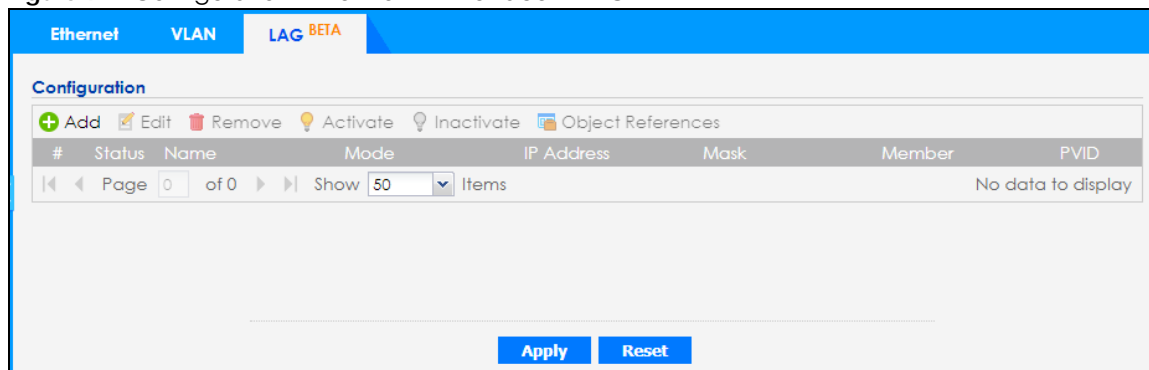 Ethernet VLAN LAG BETA
Configuration
Add Edit Remove Activate Inactivate Object References
# Status Name Mode IP Address Mask Member PVID
Page 0 of 0 Show 50 Items No data to display
Apply Reset